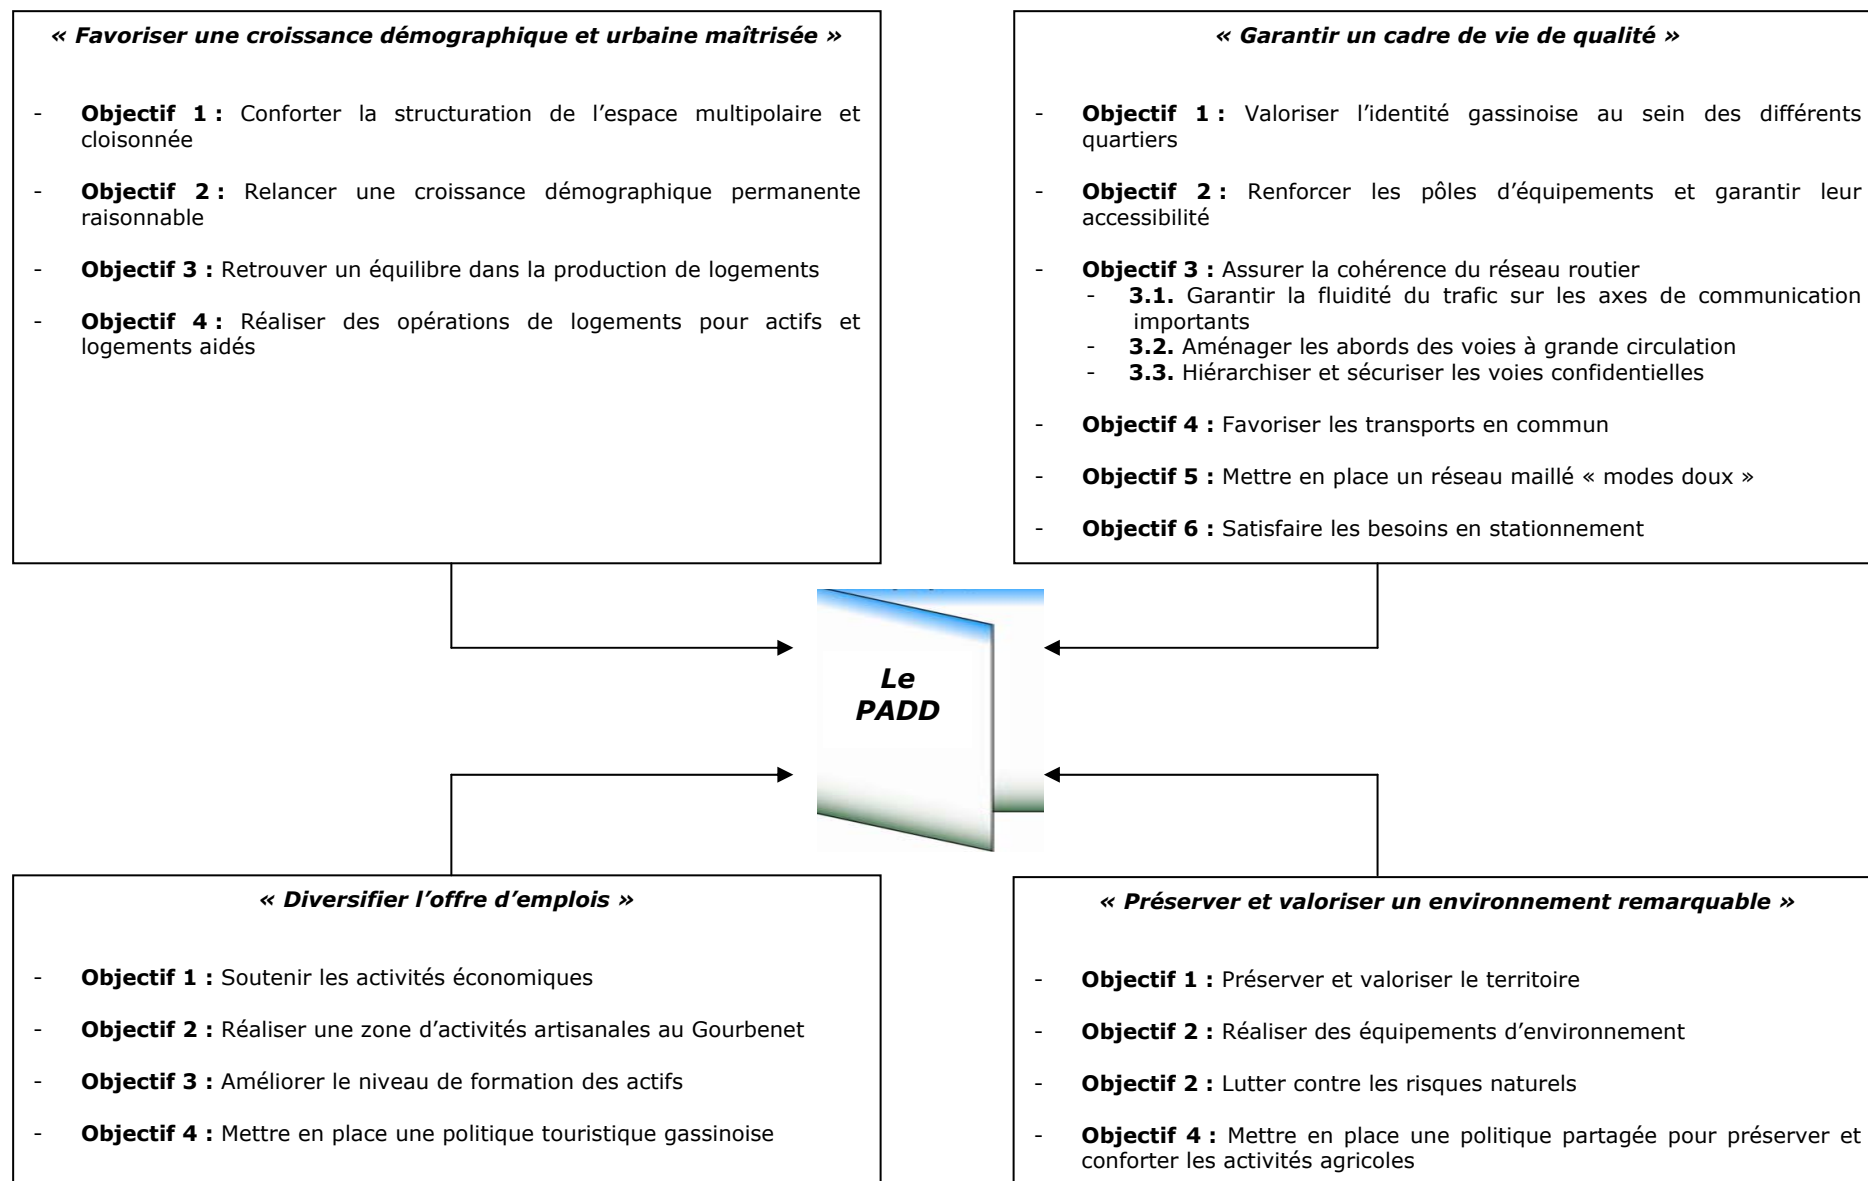 « Favoriser une croissance démographique et urbaine maîtrisée »
- Objectif 1 : Conforter la structuration de l’espace multipolaire et
cloisonnée
- Objectif 2 : Relancer une croissance démographique permanente
raisonnable
- Objectif 3 : Retrouver un équilibre dans la production de logements
- Objectif 4 : Réaliser des opérations de logements pour actifs et
logements aidés
« Garantir un cadre de vie de qualité »
- Objectif 1 : Valoriser l’identité gassinoise au sein des différents
quartiers
- Objectif 2 : Renforcer les pôles d’équipements et garantir leur
accessibilité
- Objectif 3 : Assurer la cohérence du réseau routier
- 3.1. Garantir la fluidité du trafic sur les axes de communication
importants
- 3.2. Aménager les abords des voies à grande circulation
- 3.3. Hiérarchiser et sécuriser les voies confidentielles
- Objectif 4 : Favoriser les transports en commun
- Objectif 5 : Mettre en place un réseau maillé « modes doux »
- Objectif 6 : Satisfaire les besoins en stationnement
Le
PADD
« Diversifier l’offre d’emplois »
- Objectif 1 : Soutenir les activités économiques
- Objectif 2 : Réaliser une zone d’activités artisanales au Gourbenet
- Objectif 3 : Améliorer le niveau de formation des actifs
- Objectif 4 : Mettre en place une politique touristique gassinoise
« Préserver et valoriser un environnement remarquable »
- Objectif 1 : Préserver et valoriser le territoire
- Objectif 2 : Réaliser des équipements d’environnement
- Objectif 2 : Lutter contre les risques naturels
- Objectif 4 : Mettre en place une politique partagée pour préserver et
conforter les activités agricoles